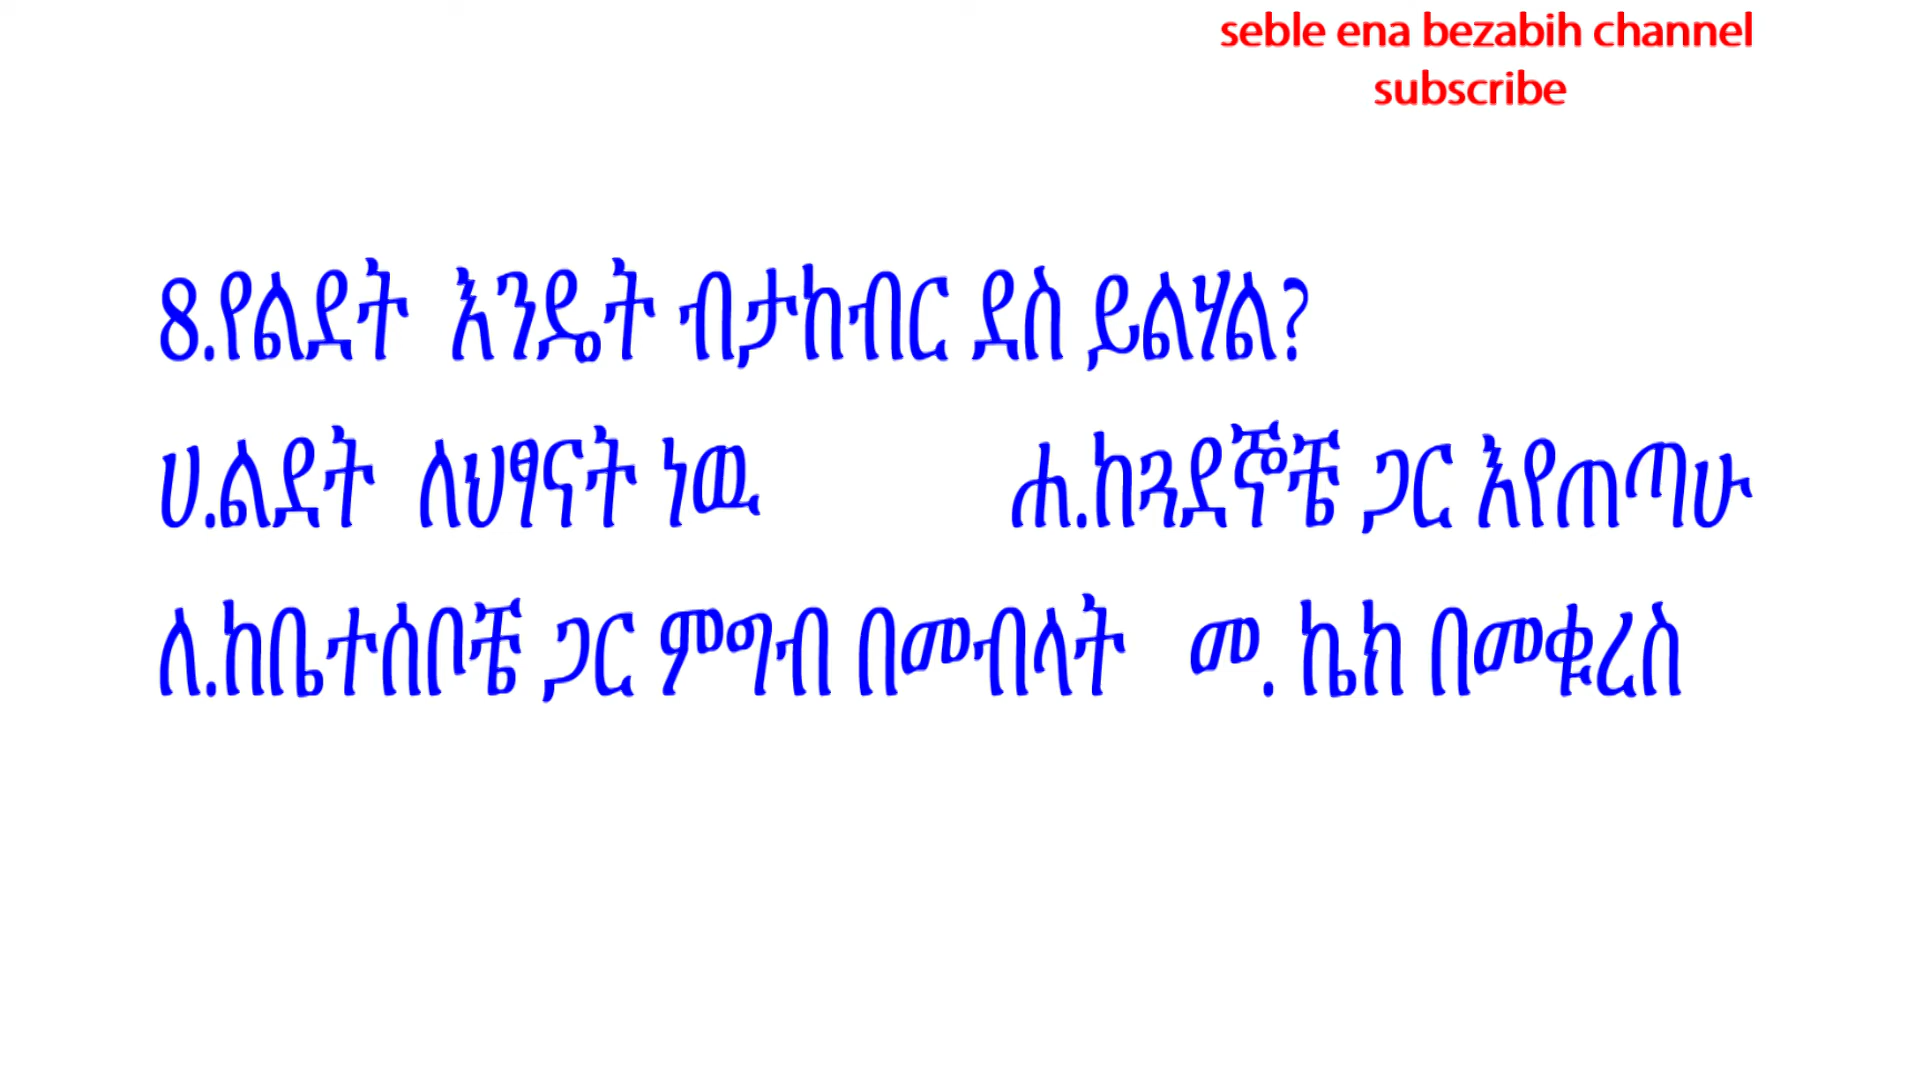 seble ena bezabih channel
subscribe
8.የልደት እንዴት ብታከብር ደስ ይልሃል?
ሀ.ልደት ለህፃናት ነዉ ሐ.ከጓደኞቼ ጋር እየጠጣሁ
ለ.ከቤተሰቦቼ ጋር ምግብ በመብላት መ. ኬክ በመቁረስ